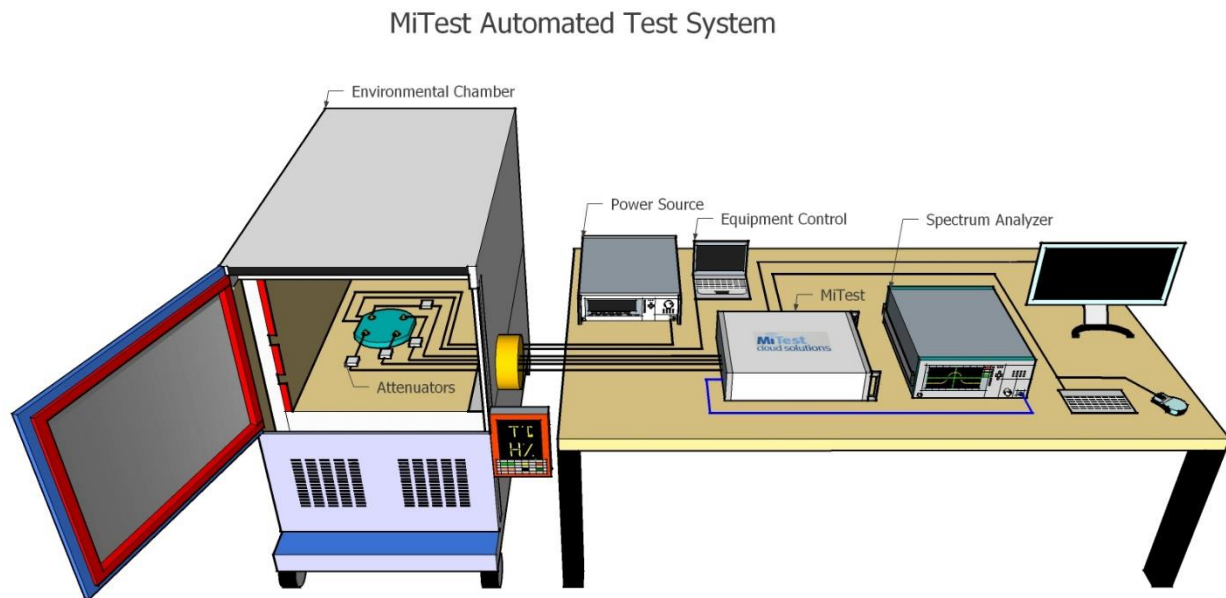 MiTest Automated Test System
Environmental Chamber
Power Source
Equipment Control
Spectrum Analyzer
MiTest
MiTest
cloud solutions
Attenuators
T°C
H%